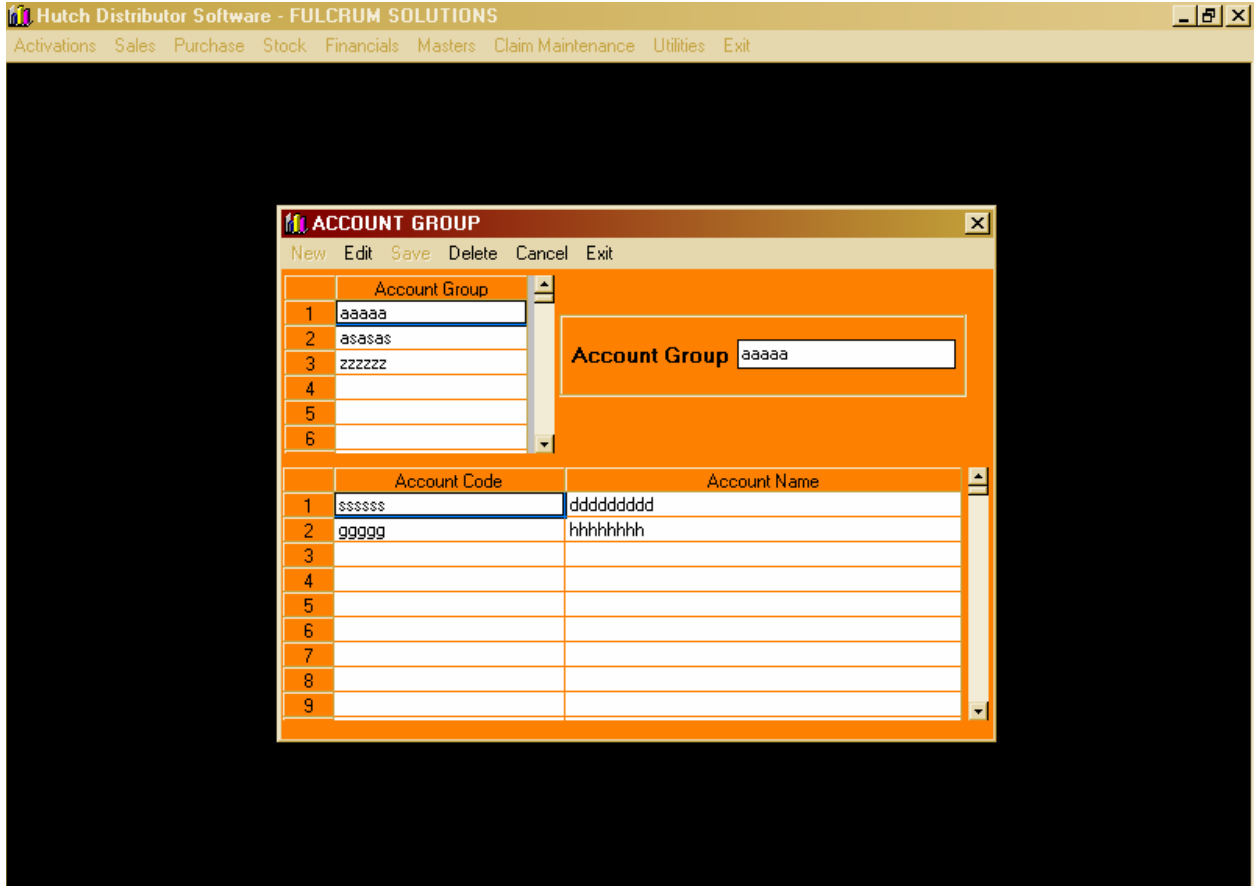 Hutch Distributor Software - FULCRUM SOLUTIONS
Activations Sales Purchase Stock Financials Masters Claim Maintenance Utilities Exit
ACCOUNT GROUP
New Edit Save Delete Cancel Exit
Account Group
1 aaaaa
2 asasas
3 zzzzzz
4
5
6
Account Group aaaaa
Account Code Account Name
1 ssssss ddddddddd
2 ggggg hhhhhhhh
3
4
5
6
7
8
9